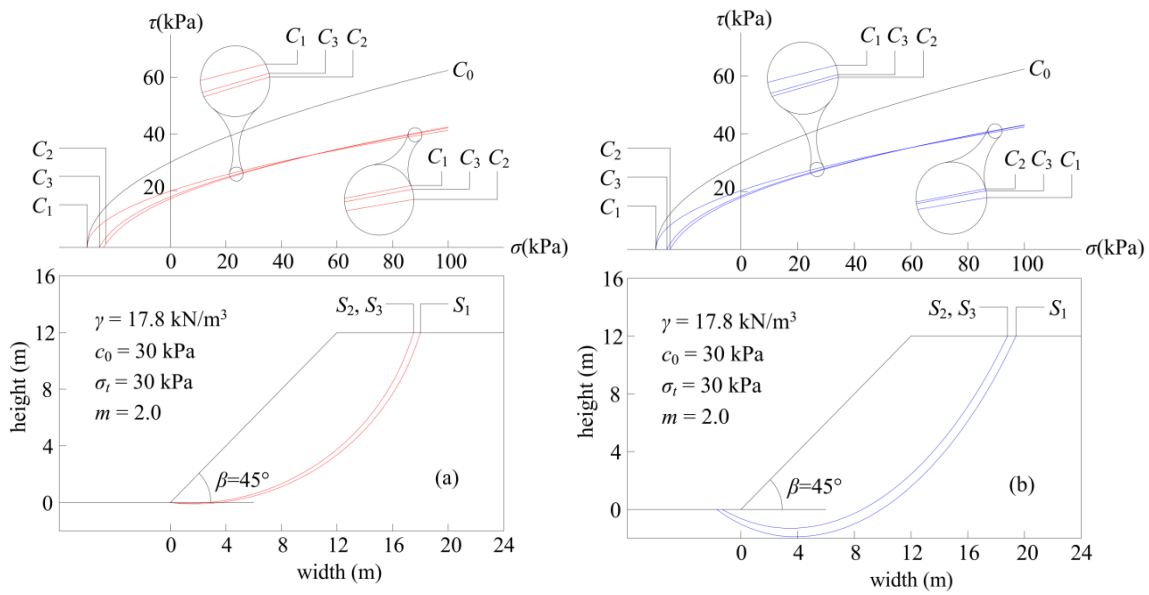 τ(kPa)
C₁ C₃ C₂
C₀
60
40
20
C₂
C₃
C₁
C₁ C₃ C₂
0 20 40 60 80 100
σ(kPa)
16
12
8
4
0
height (m)
S₂, S₃ S₁
γ = 17.8 kN/m³
c₀ = 30 kPa
σₜ = 30 kPa
m = 2.0
β=45°
(a)
0 4 8 12 16 20 24
width (m)
τ(kPa)
C₁ C₃ C₂
C₀
60
40
20
C₂
C₃
C₁
C₂ C₃ C₁
0 20 40 60 80 100
σ(kPa)
16
12
8
4
0
height (m)
S₂, S₃ S₁
γ = 17.8 kN/m³
c₀ = 30 kPa
σₜ = 30 kPa
m = 2.0
β=45°
(b)
0 4 8 12 16 20 24
width (m)